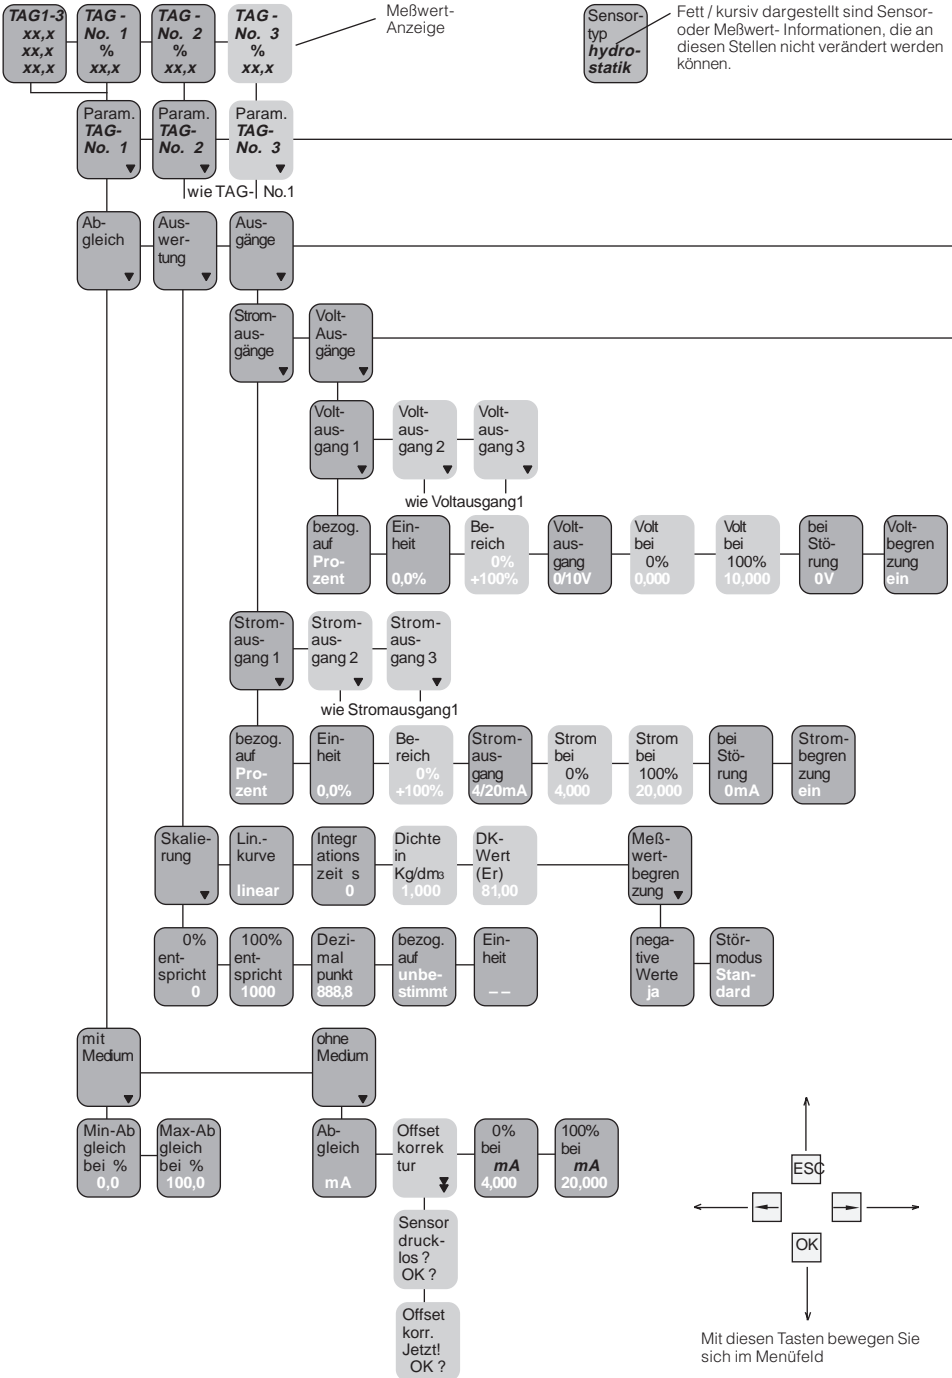 TAG1-3
xx,x
xx,x
xx,x
TAG -
No. 1
%
xx,x
TAG -
No. 2
%
xx,x
TAG -
No. 3
%
xx,x
Meßwert-
Anzeige
Sensor-
typ
hydro-
statik
Fett / kursiv dargestellt sind Sensor-
oder Meßwert- Informationen, die an
diesen Stellen nicht verändert werden
können.
Param.
TAG-
No. 1
Param.
TAG-
No. 2
Param.
TAG-
No. 3
wie TAG- No.1
Ab-
gleich
Aus-
wer-
tung
Aus-
gänge
Strom-
aus-
gänge
Volt-
Aus-
gänge
Volt-
aus-
gang 1
Volt-
aus-
gang 2
Volt-
aus-
gang 3
wie Voltausgang1
bezog.
auf
Pro-
zent
Ein-
heit
0,0%
Be-
reich
0%
+100%
Volt-
aus-
gang
0/10V
Volt
bei
0%
0,000
Volt
bei
100%
10,000
bei
Stö-
rung
0V
Volt-
begren
zung
ein
Strom-
aus-
gang 1
Strom-
aus-
gang 2
Strom-
aus-
gang 3
wie Stromausgang1
bezog.
auf
Pro-
zent
Ein-
heit
0,0%
Be-
reich
0%
+100%
Strom-
aus-
gang
4/20mA
Strom
bei
0%
4,000
Strom
bei
100%
20,000
bei
Stö-
rung
0mA
Strom-
begren
zung
ein
Skalie-
rung
Lin.-
kurve
linear
Integr
ations
zeit s
0
Dichte
in
Kg/dm3
1,000
DK-
Wert
(Er)
81,00
Meß-
wert-
begren
zung
0%
ent-
spricht
0
100%
ent-
spricht
1000
Dezi-
mal
punkt
888,8
bezog.
auf
unbe-
stimmt
Ein-
heit
– –
nega-
tive
Werte
ja
Stör-
modus
Stan-
dard
mit
Medium
ohne
Medium
Min-Ab
gleich
bei %
0,0
Max-Ab
gleich
bei %
100,0
Ab-
gleich
mA
Offset
korrek
tur
0%
bei
mA
4,000
100%
bei
mA
20,000
Sensor
druck-
los ?
OK ?
Offset
korr.
Jetzt!
OK ?
ESC
OK
Mit diesen Tasten bewegen Sie
sich im Menüfeld